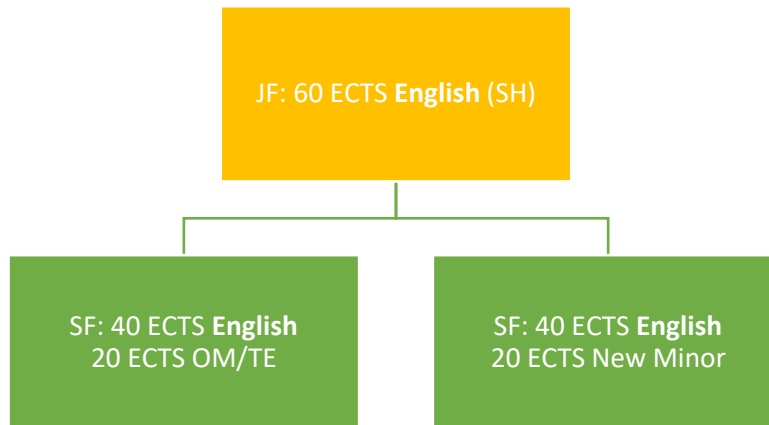 JF: 60 ECTS English (SH)
SF: 40 ECTS English
20 ECTS OM/TE
SF: 40 ECTS English
20 ECTS New Minor